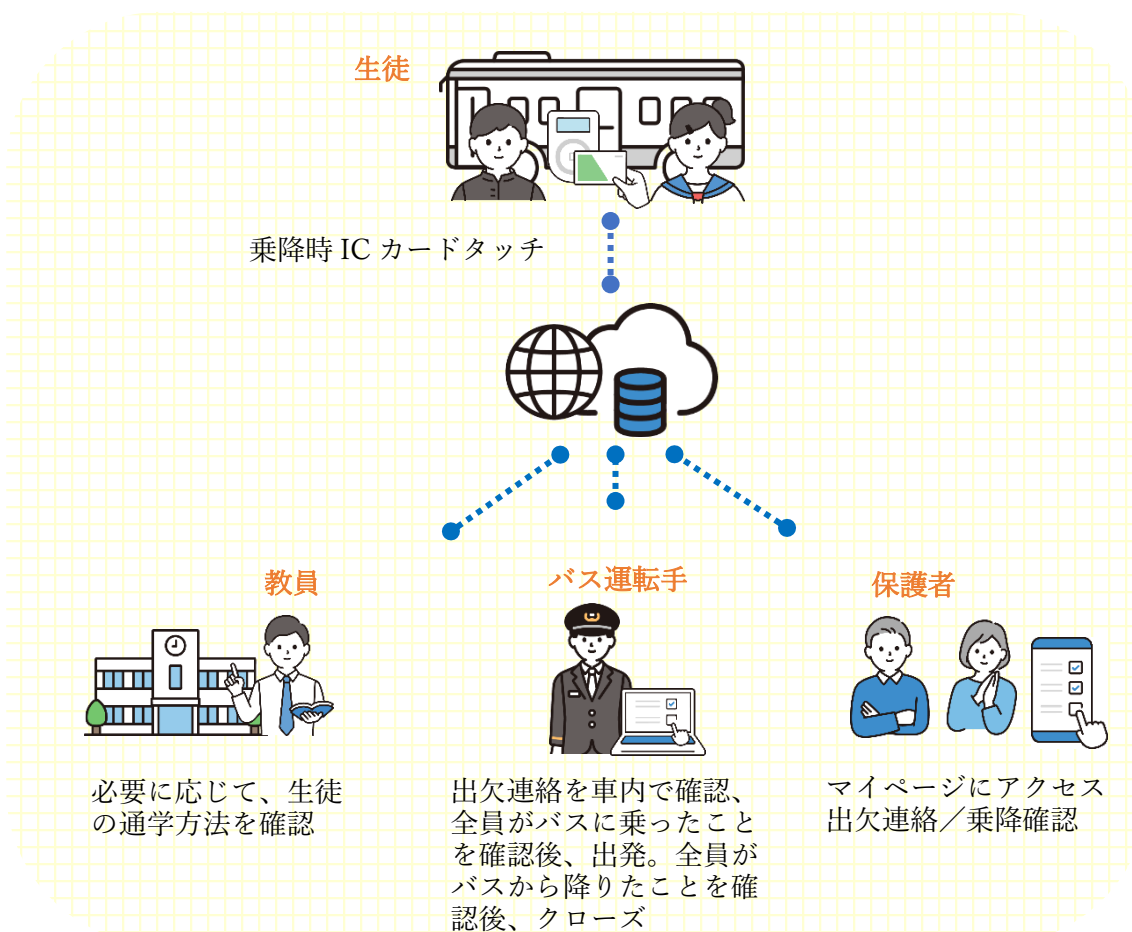 生徒
乗降時 IC カードタッチ
教員
バス運転手
保護者
必要に応じて、生徒
の通学方法を確認
出欠連絡を車内で確認、
全員がバスに乗ったこと
を確認後、出発。全員が
バスから降りたことを確
認後、クローズ
マイページにアクセス
出欠連絡／乗降確認